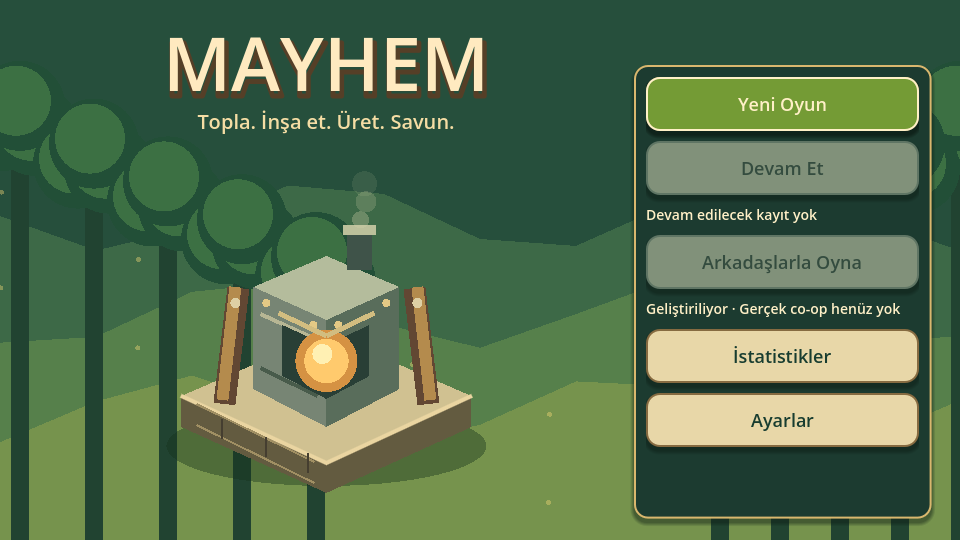 MAYHEM
Topla. İnşa et. Üret. Savun.
Yeni Oyun
Devam Et
Devam edilecek kayıt yok
Arkadaşlarla Oyna
Geliştiriliyor · Gerçek co-op henüz yok
İstatistikler
Ayarlar